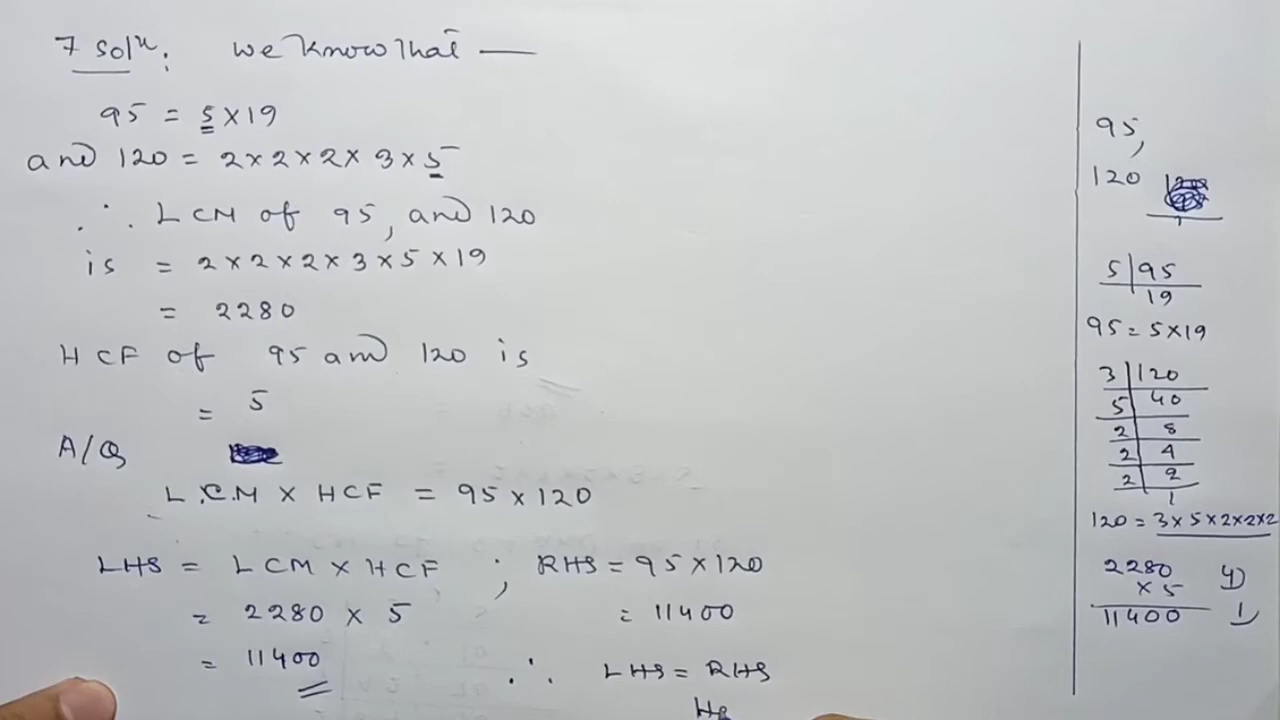 7 Solⁿ: We know that —
95 = 5 × 19
and 120 = 2 × 2 × 2 × 3 × 5
∴ LCM of 95, and 120
is = 2 × 2 × 2 × 3 × 5 × 19
= 2280
HCF of 95 and 120 is
= 5
A/Q
L.C.M × HCF = 95 × 120
LHS = LCM × HCF ; RHS = 95 × 120
= 2280 × 5 = 11400
= 11400 ∴ LHS = RHS
95,
120
5 | 95
19
95 = 5 × 19
3 | 120
5 | 40
2 | 8
2 | 4
2 | 2
1
120 = 3 × 5 × 2 × 2 × 2
2280
× 5
11400